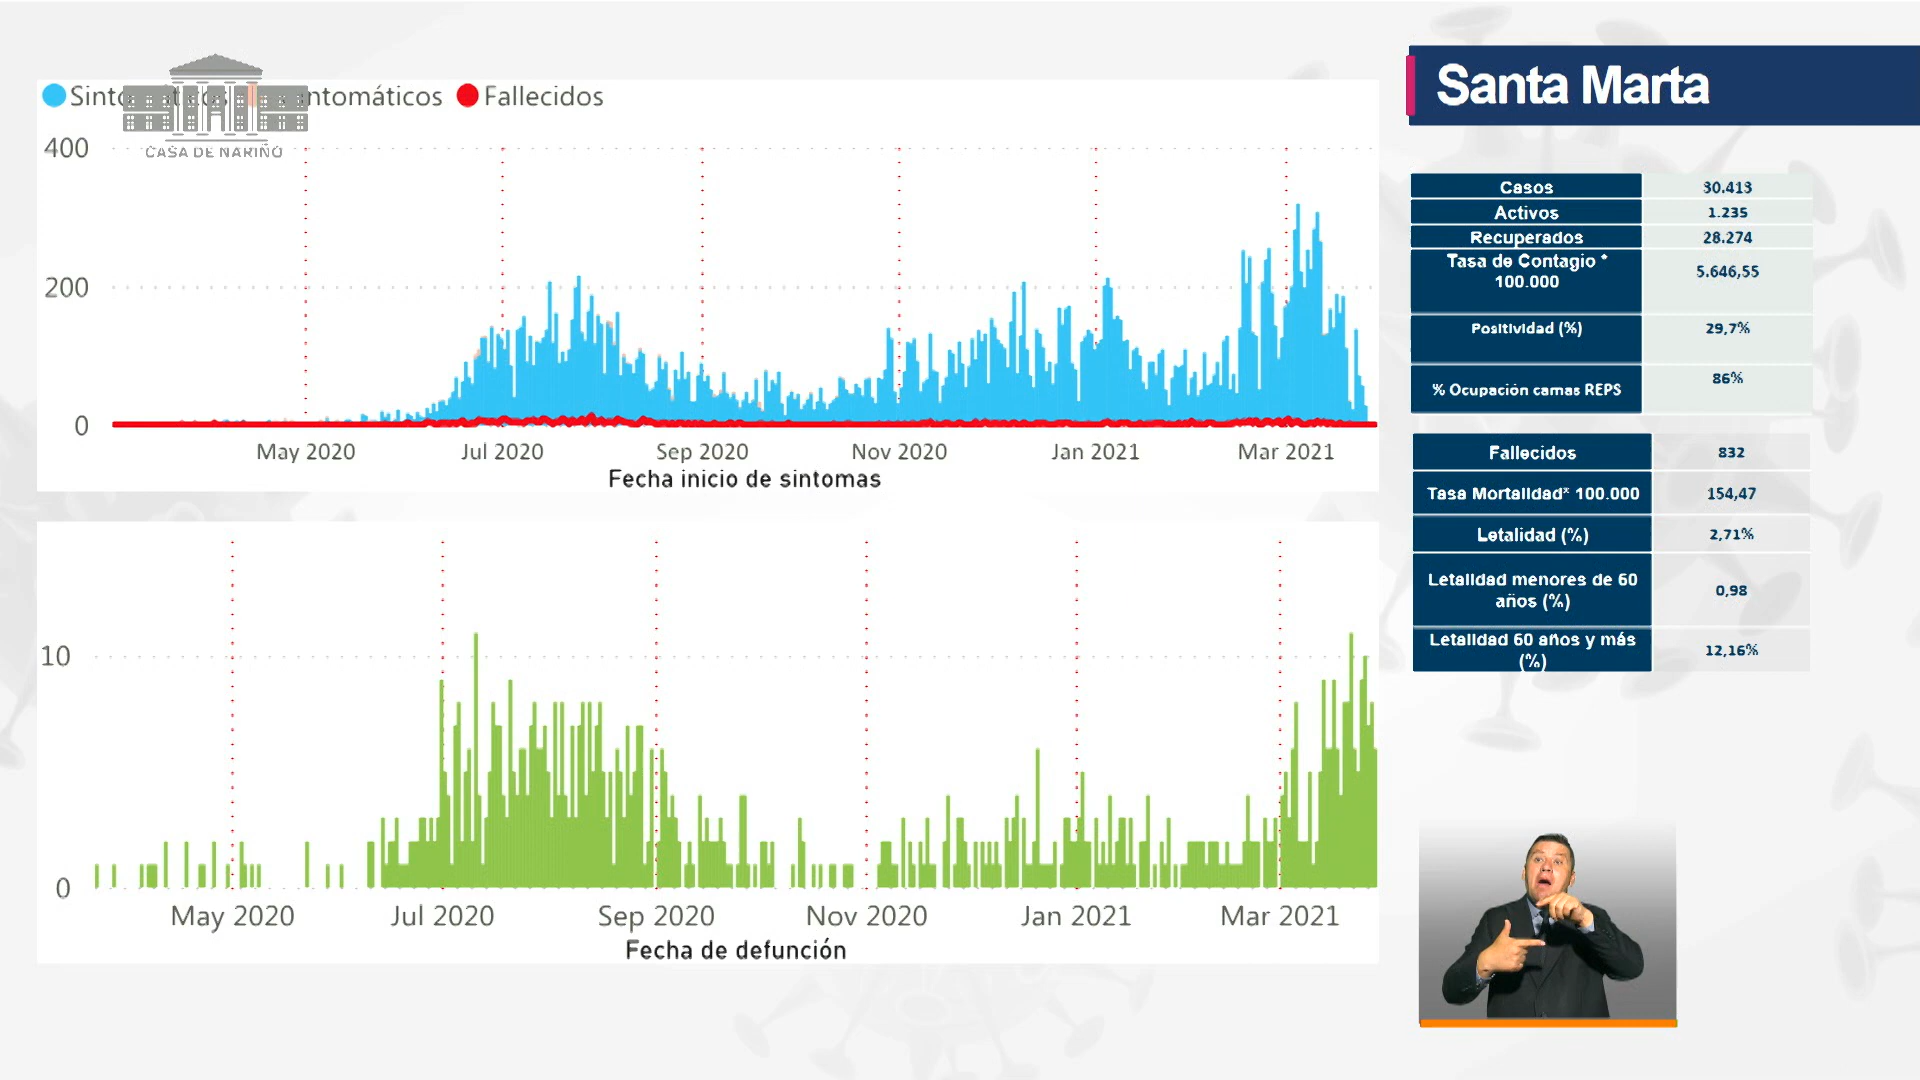 Santa Marta
Fallecidos
CASA DE NARIÑO
400
200
0
May 2020 Jul 2020 Sep 2020 Nov 2020 Jan 2021 Mar 2021
Fecha inicio de sintomas
10
0
May 2020 Jul 2020 Sep 2020 Nov 2020 Jan 2021 Mar 2021
Fecha de defunción
Casos 30.413
Activos 1.235
Recuperados 28.274
Tasa de Contagio *
100.000 5.646,55
Positividad (%) 29,7%
% Ocupación camas REPS 86%
Fallecidos 832
Tasa Mortalidad* 100.000 154,47
Letalidad (%) 2,71%
Letalidad menores de 60
años (%) 0,98
Letalidad 60 años y más
(%) 12,16%